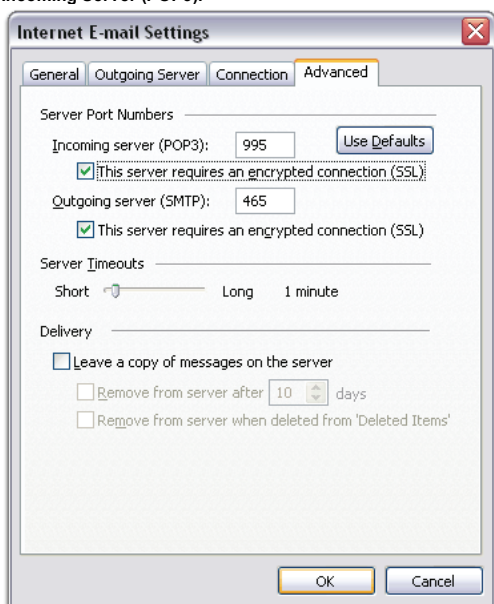 Incoming Server (POP3).
Internet E-mail Settings
General Outgoing Server Connection Advanced
Server Port Numbers
Incoming server (POP3): 995 Use Defaults
This server requires an encrypted connection (SSL)
Outgoing server (SMTP): 465
This server requires an encrypted connection (SSL)
Server Timeouts
Short Long 1 minute
Delivery
Leave a copy of messages on the server
Remove from server after 10 days
Remove from server when deleted from 'Deleted Items'
OK Cancel